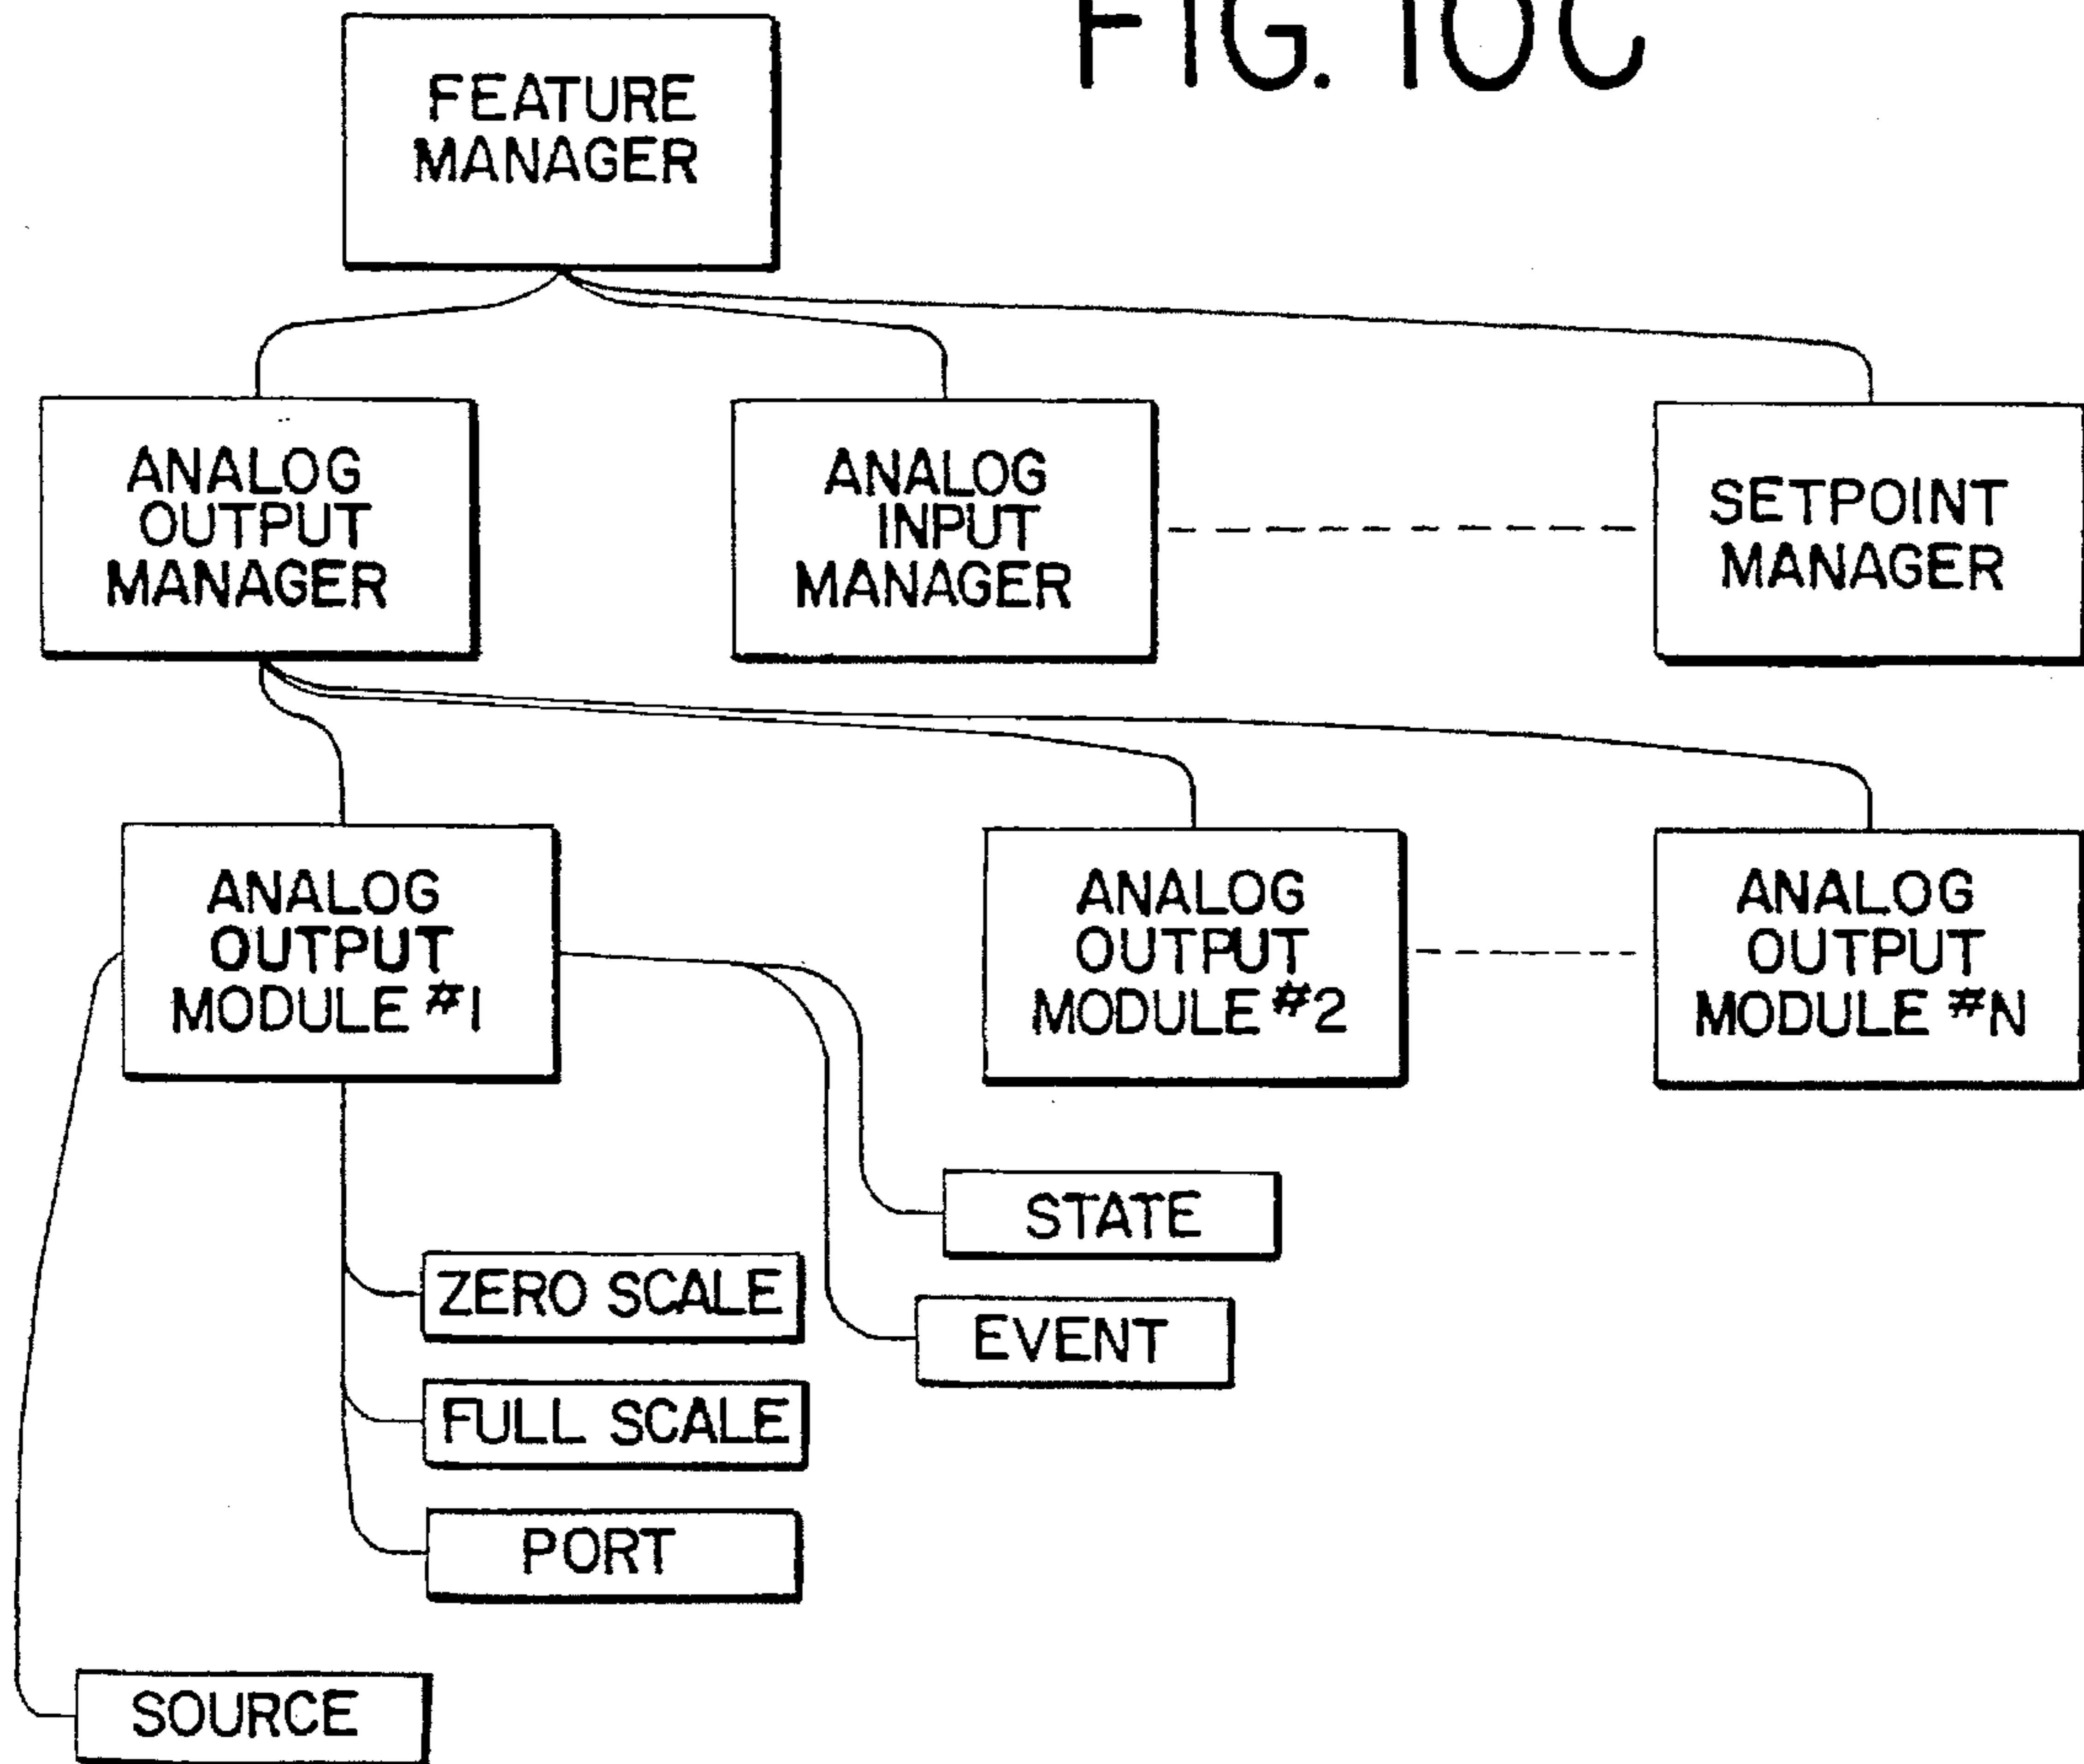 FIG. 10C
FEATURE
MANAGER
ANALOG
OUTPUT
MANAGER
ANALOG
INPUT
MANAGER
SETPOINT
MANAGER
ANALOG
OUTPUT
MODULE #1
ANALOG
OUTPUT
MODULE #2
ANALOG
OUTPUT
MODULE #N
STATE
ZERO SCALE
EVENT
FULL SCALE
PORT
SOURCE